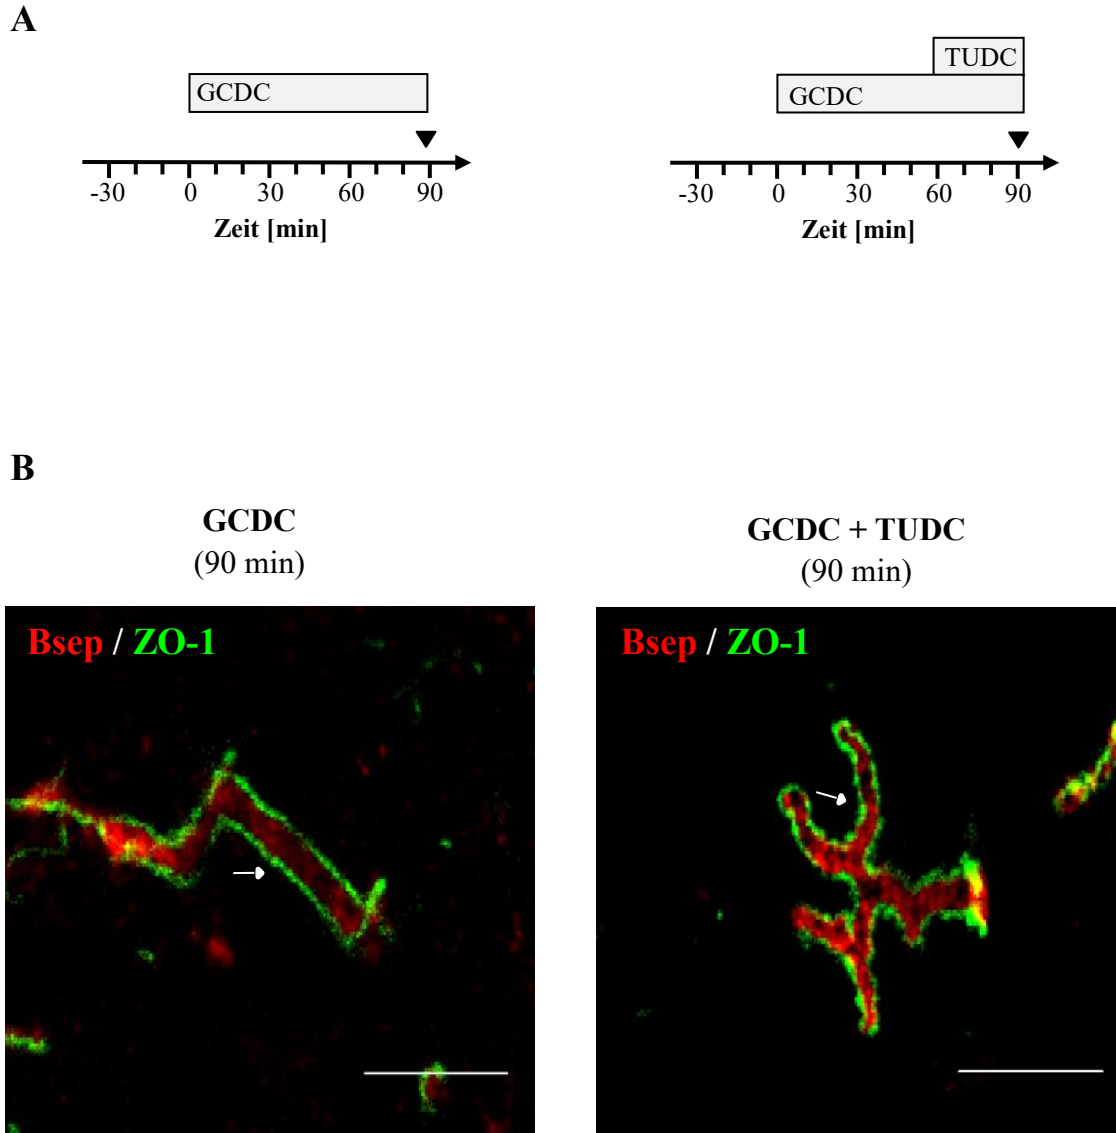 A
GCDC
-30 0 30 60 90
Zeit [min]
TUDC
GCDC
-30 0 30 60 90
Zeit [min]
B
GCDC
(90 min)
GCDC + TUDC
(90 min)
Bsep / ZO-1
Bsep / ZO-1